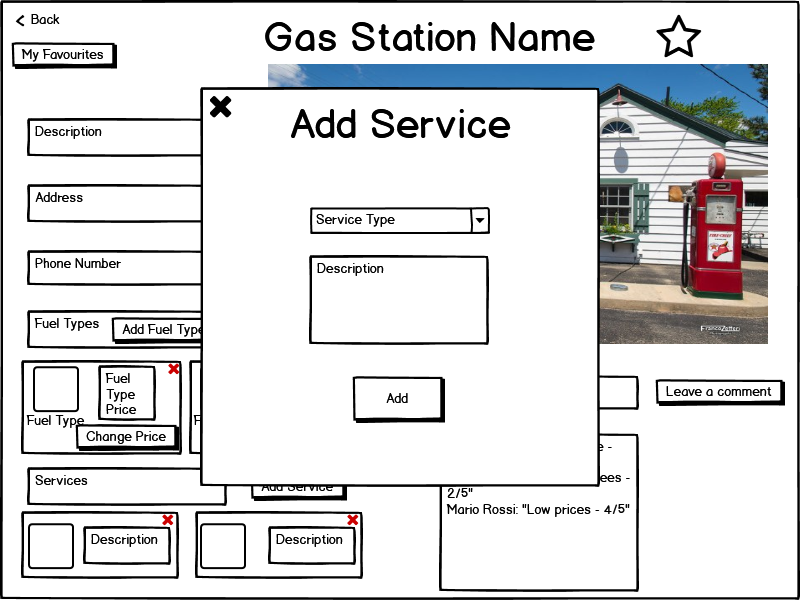 Back
Gas Station Name
My Favourites
Add Service
Description
Address
Service Type
Phone Number
Description
Fuel Types
Add Fuel Type
Fuel
Type
Price
Fuel Type
Change Price
Add
Leave a comment
Services
Add Service
ees -
2/5"
Mario Rossi: "Low prices - 4/5"
Description
Description